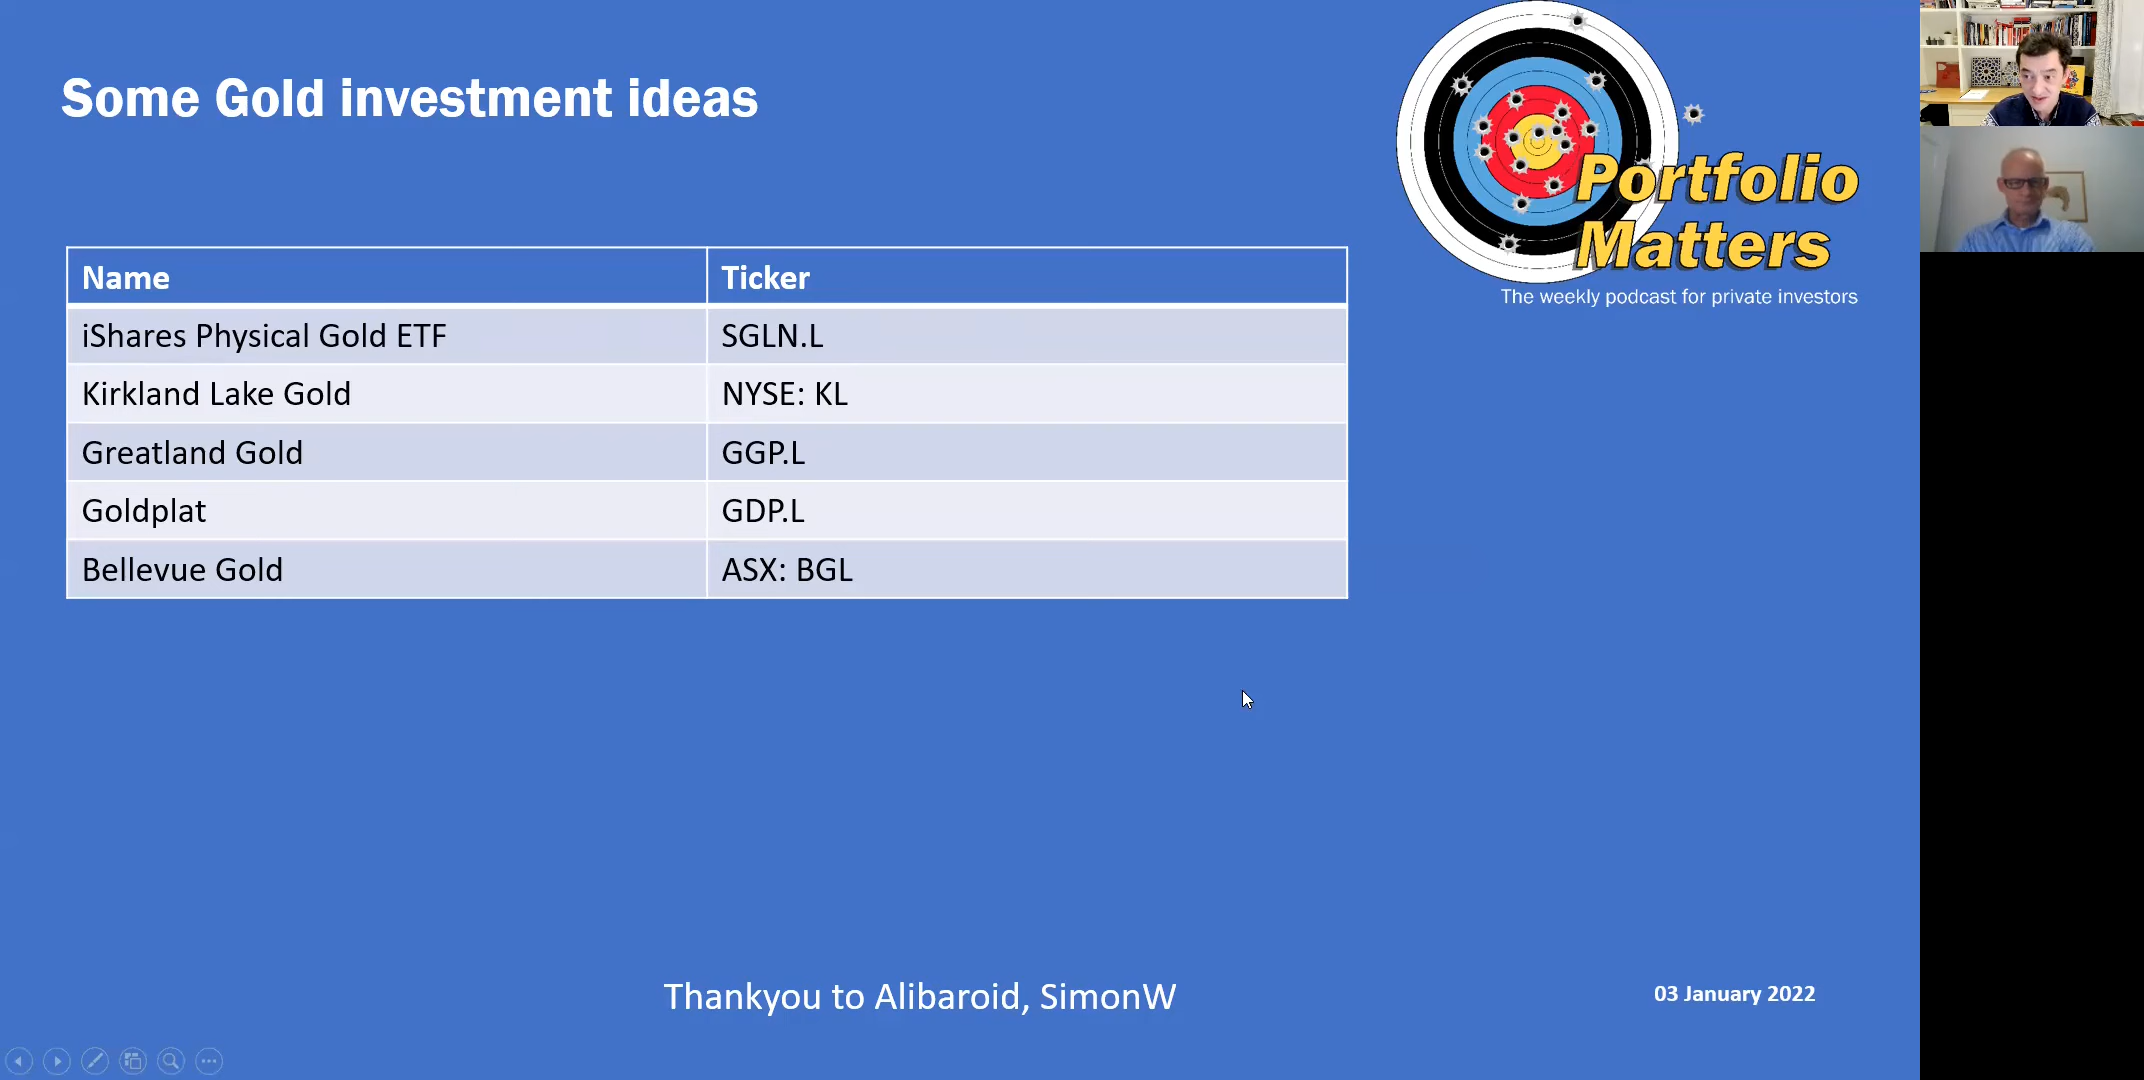 Some Gold investment ideas
Portfolio
Matters
The weekly podcast for private investors
Name Ticker
iShares Physical Gold ETF SGLN.L
Kirkland Lake Gold NYSE: KL
Greatland Gold GGP.L
Goldplat GDP.L
Bellevue Gold ASX: BGL
Thankyou to Alibaroid, SimonW
03 January 2022